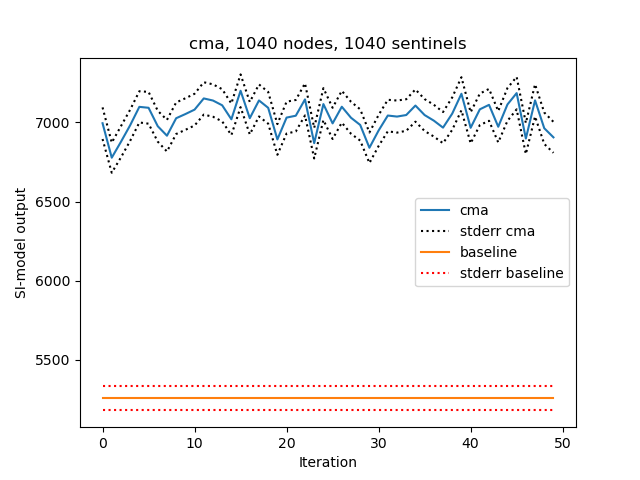 cma, 1040 nodes, 1040 sentinels
SI-model output
7000
6500
6000
5500
cma
stderr cma
baseline
stderr baseline
0 10 20 30 40 50
Iteration